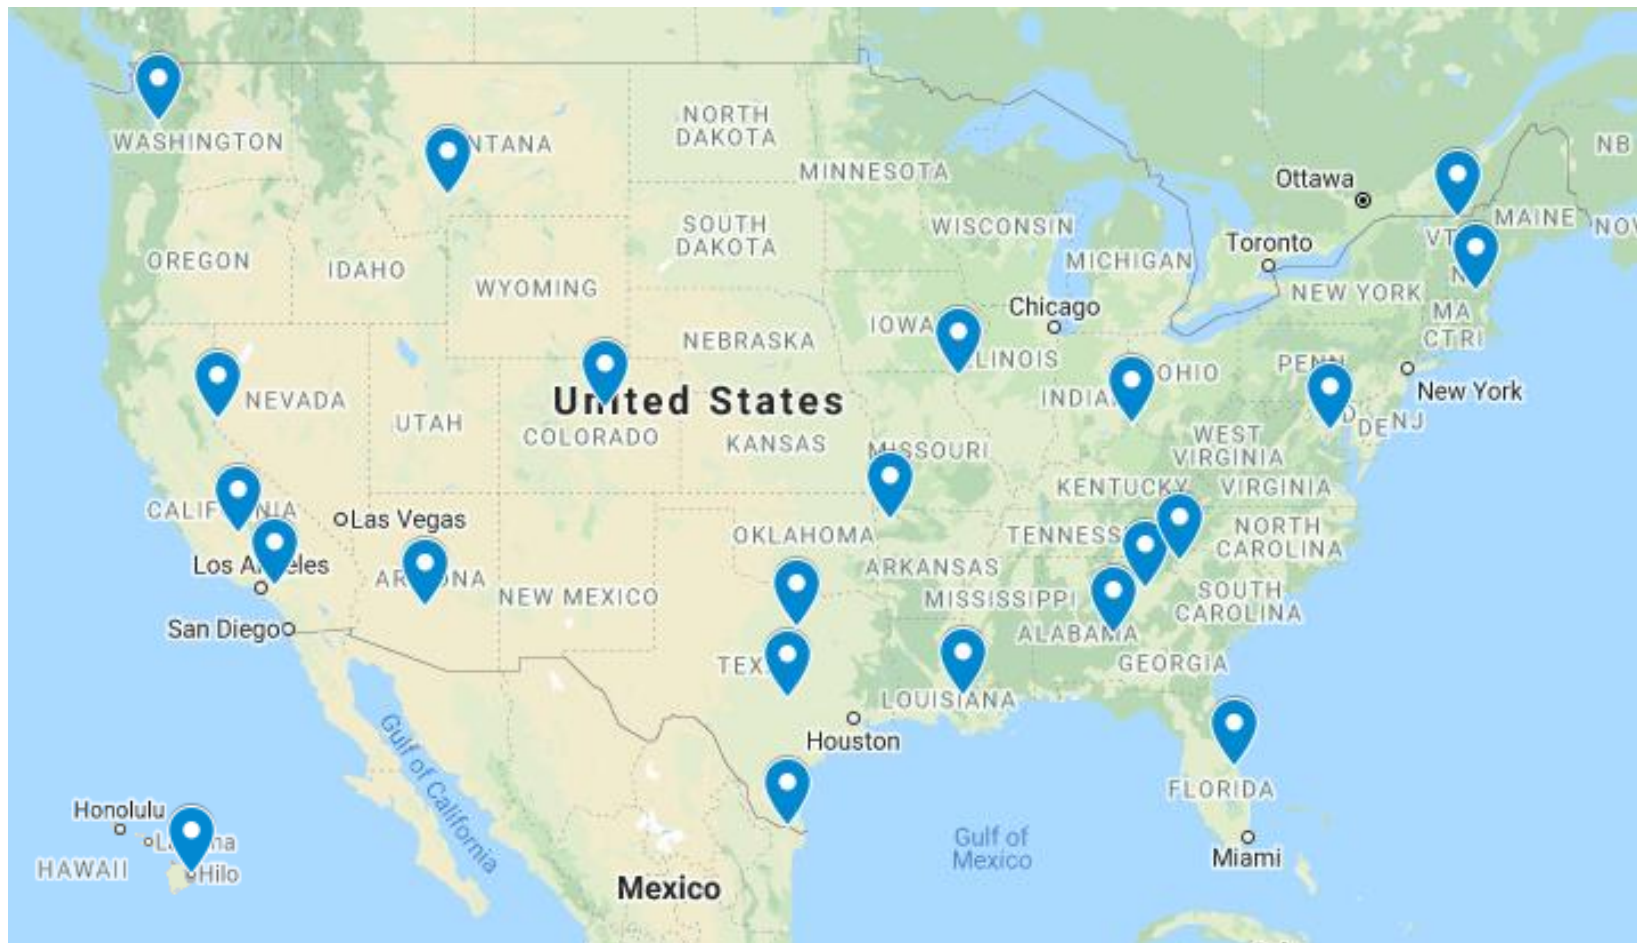 WASHINGTON
NTANA
NORTH
DAKOTA
MINNESOTA
Ottawa
NB
MAINE
NOV
VT
OREGON
IDAHO
SOUTH
DAKOTA
WISCONSIN
MICHIGAN
Toronto
WYOMING
NEW YORK
MA
CT RI
IOWA
Chicago
NEBRASKA
LINOIS
OHIO
PENN
New York
NEVADA
United States
INDIA
DE
NJ
UTAH
COLORADO
KANSAS
MISSOURI
WEST
VIRGINIA
KENTUCKY
VIRGINIA
CALIF NIA
Las Vegas
OKLAHOMA
TENNESS
NORTH
CAROLINA
Los A eles
AR ONA
NEW MEXICO
ARKANSAS
MISSISSIPPI
SOUTH
CAROLINA
San Diego
ALABAMA
GEORGIA
TEX
LOUISIANA
Houston
Gulf of California
FLORIDA
Honolulu
HAWAII
Hilo
Gulf of
Mexico
Miami
Mexico